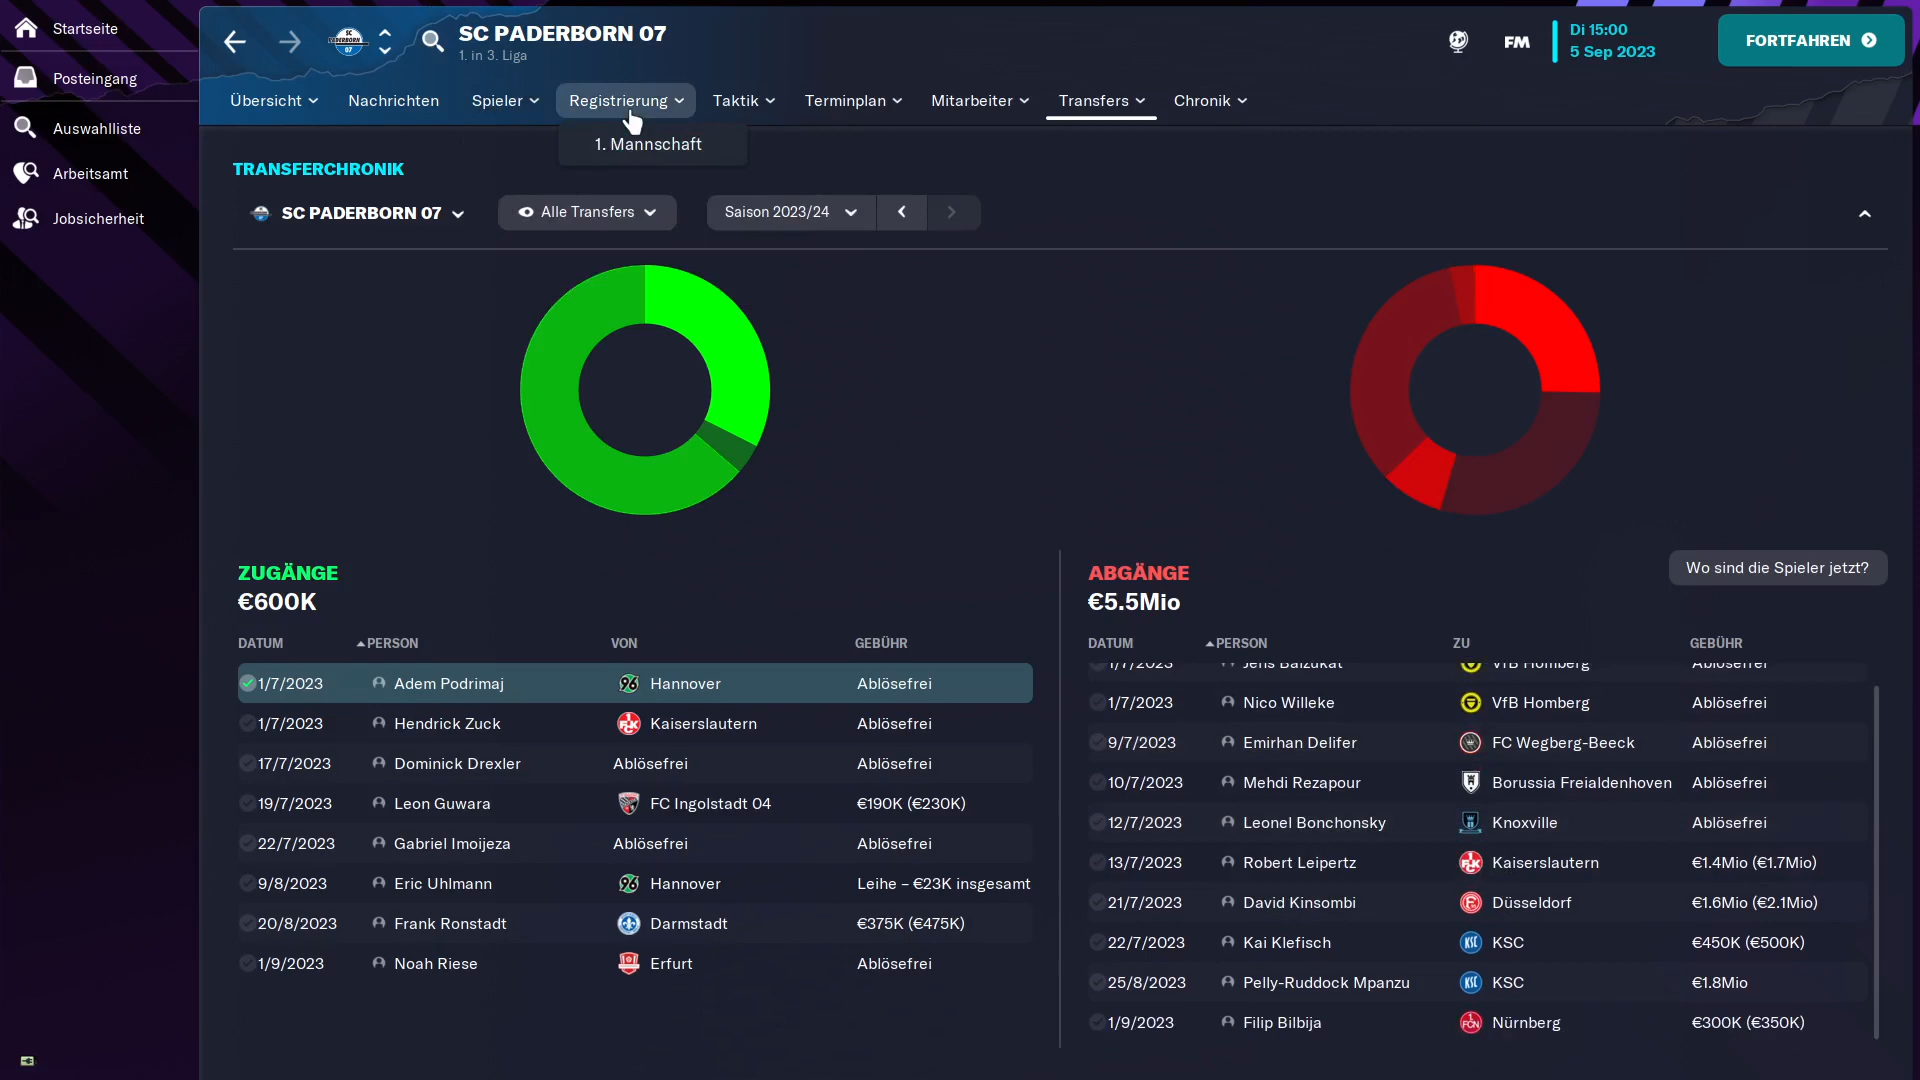 Startseite
Posteingang
Auswahlliste
Arbeitsamt
Jobsicherheit
SC PADERBORN 07
1. in 3. Liga
FM
Di 15:00
5 Sep 2023
FORTFAHREN
Übersicht Nachrichten Spieler Registrierung Taktik Terminplan Mitarbeiter Transfers Chronik
1. Mannschaft
TRANSFERCHRONIK
SC PADERBORN 07 Alle Transfers Saison 2023/24
ZUGÄNGE
€600K
DATUM PERSON VON GEBÜHR
1/7/2023 Adem Podrimaj Hannover Ablösefrei
1/7/2023 Hendrick Zuck Kaiserslautern Ablösefrei
17/7/2023 Dominick Drexler Ablösefrei Ablösefrei
19/7/2023 Leon Guwara FC Ingolstadt 04 €190K (€230K)
22/7/2023 Gabriel Imoijeza Ablösefrei Ablösefrei
9/8/2023 Eric Uhlmann Hannover Leihe – €23K insgesamt
20/8/2023 Frank Ronstadt Darmstadt €375K (€475K)
1/9/2023 Noah Riese Erfurt Ablösefrei
ABGÄNGE
€5.5Mio
Wo sind die Spieler jetzt?
DATUM PERSON ZU GEBÜHR
1/7/2023 Jens Balzukat VfB Homberg Ablösefrei
1/7/2023 Nico Willeke VfB Homberg Ablösefrei
9/7/2023 Emirhan Delifer FC Wegberg-Beeck Ablösefrei
10/7/2023 Mehdi Rezapour Borussia Freialdenhoven Ablösefrei
12/7/2023 Leonel Bonchonsky Knoxville Ablösefrei
13/7/2023 Robert Leipertz Kaiserslautern €1.4Mio (€1.7Mio)
21/7/2023 David Kinsombi Düsseldorf €1.6Mio (€2.1Mio)
22/7/2023 Kai Klefisch KSC €450K (€500K)
25/8/2023 Pelly-Ruddock Mpanzu KSC €1.8Mio
1/9/2023 Filip Bilbija Nürnberg €300K (€350K)